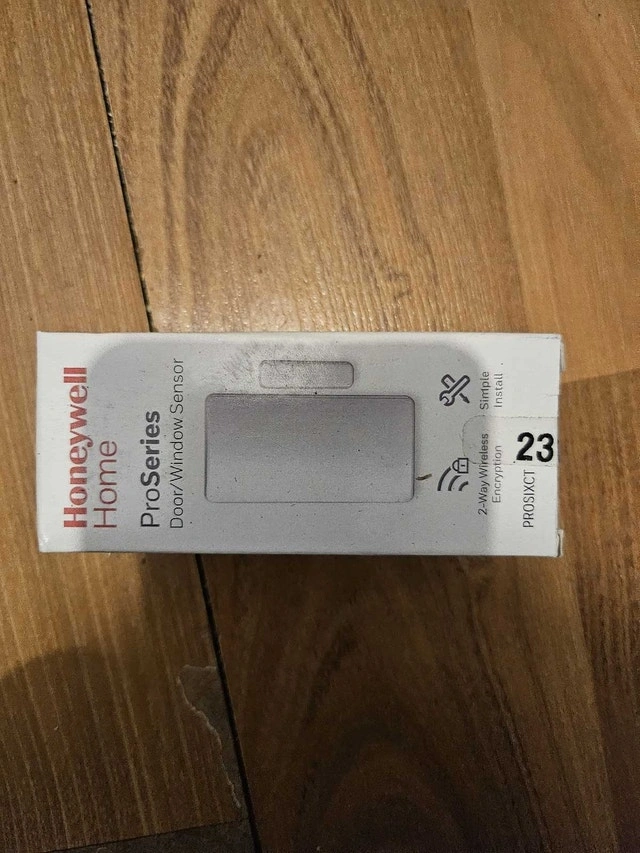 Honeywell
Home
ProSeries
Door/Window Sensor
Simple
Install
2-Way Wireless
Encryption
PROSIXCT
23